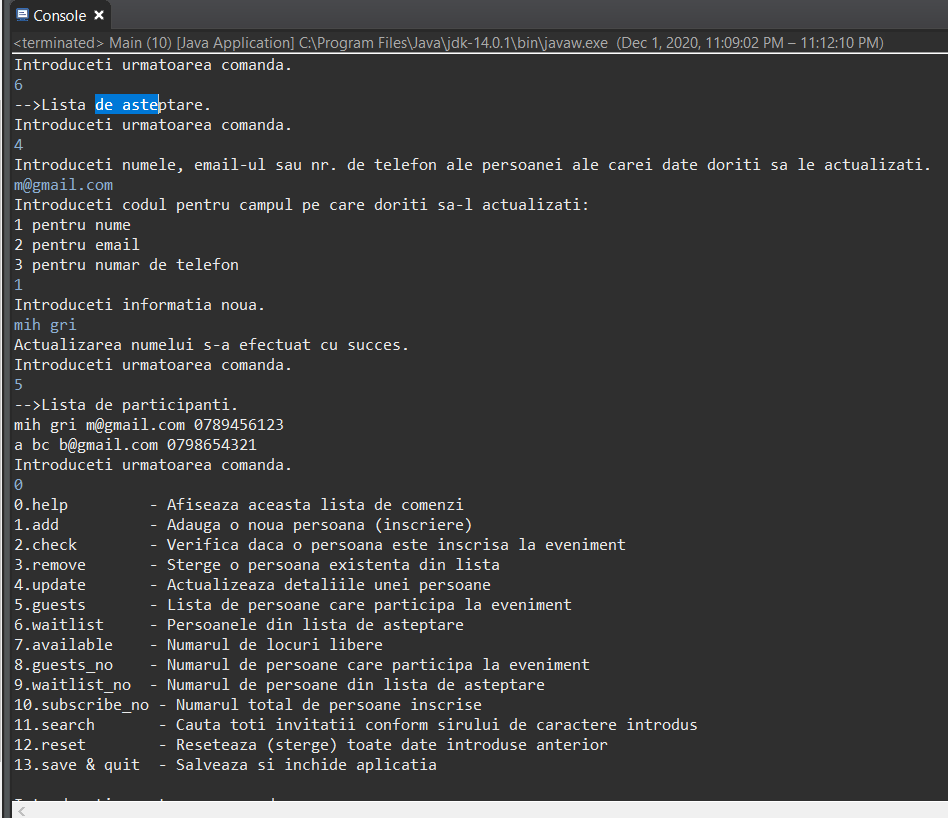 Console
<terminated> Main (10) [Java Application] C:\Program Files\Java\jdk-14.0.1\bin\javaw.exe (Dec 1, 2020, 11:09:02 PM – 11:12:10 PM)
Introduceti urmatoarea comanda.
6
-->Lista de asteptare.
Introduceti urmatoarea comanda.
4
Introduceti numele, email-ul sau nr. de telefon ale persoanei ale carei date doriti sa le actualizati.
m@gmail.com
Introduceti codul pentru campul pe care doriti sa-l actualizati:
1 pentru nume
2 pentru email
3 pentru numar de telefon
1
Introduceti informatia noua.
mih gri
Actualizarea numelui s-a efectuat cu succes.
Introduceti urmatoarea comanda.
5
-->Lista de participanti.
mih gri m@gmail.com 0789456123
a bc b@gmail.com 0798654321
Introduceti urmatoarea comanda.
0
0.help         - Afiseaza aceasta lista de comenzi
1.add          - Adauga o noua persoana (inscriere)
2.check        - Verifica daca o persoana este inscrisa la eveniment
3.remove       - Sterge o persoana existenta din lista
4.update       - Actualizeaza detaliile unei persoane
5.guests       - Lista de persoane care participa la eveniment
6.waitlist     - Persoanele din lista de asteptare
7.available    - Numarul de locuri libere
8.guests_no    - Numarul de persoane care participa la eveniment
9.waitlist_no  - Numarul de persoane din lista de asteptare
10.subscribe_no - Numarul total de persoane inscrise
11.search       - Cauta toti invitatii conform sirului de caractere introdus
12.reset        - Reseteaza (sterge) toate date introduse anterior
13.save & quit  - Salveaza si inchide aplicatia